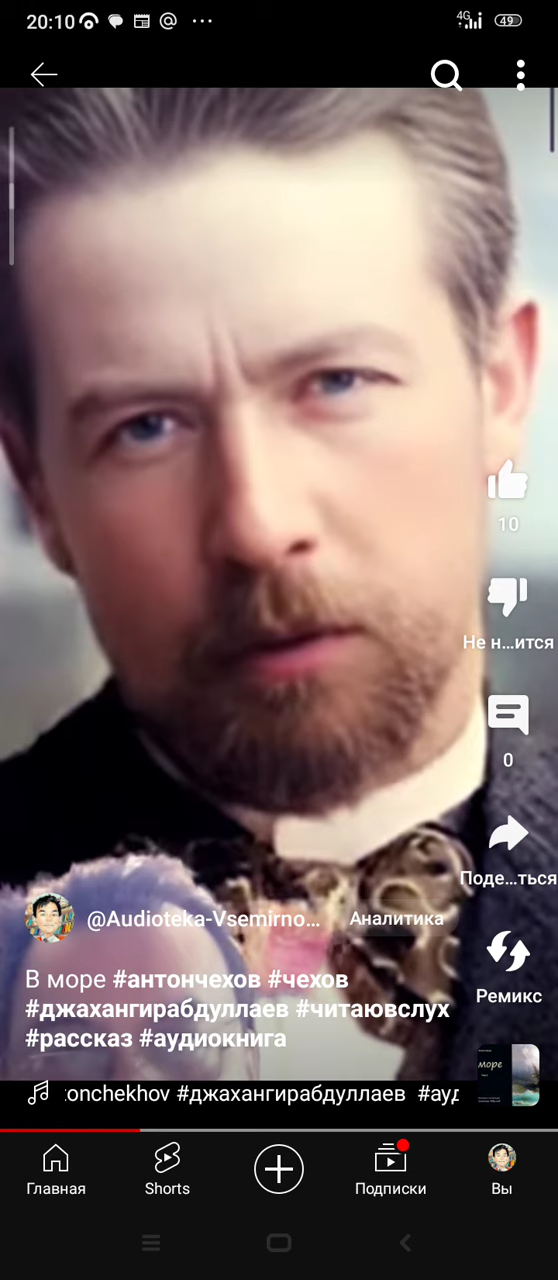 20:10
4G
49
10
Не н...ится
0
Поде...ться
@Audioteka-Vsemirno...
Аналитика
В море #антончехов #чехов
#джахангирабдуллаев #читаювслух
#рассказ #аудиокнига
Ремикс
море
onchekhov #джахангирабдуллаев #ауд
Главная
Shorts
Подписки
Вы